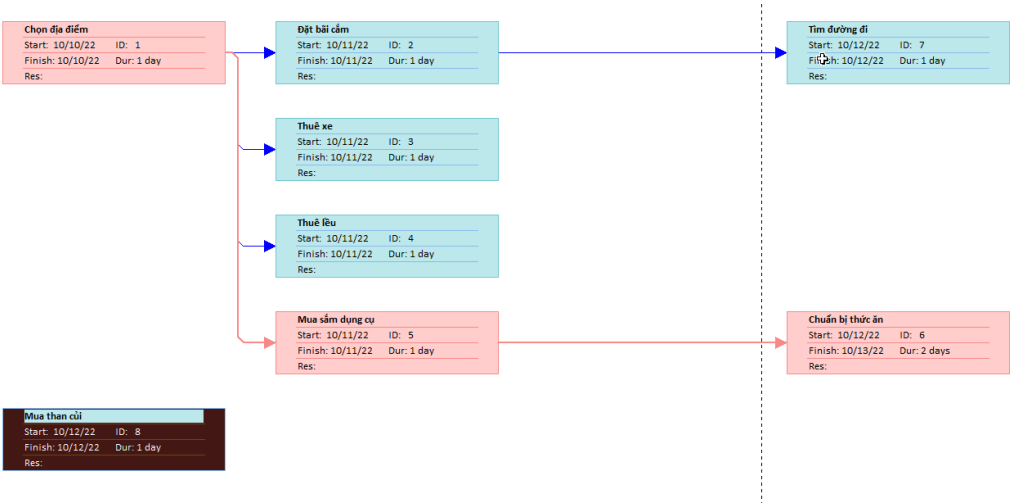 Chọn địa điểm
Start: 10/10/22 ID: 1
Finish: 10/10/22 Dur: 1 day
Res:
Đặt bãi cắm
Start: 10/11/22 ID: 2
Finish: 10/11/22 Dur: 1 day
Res:
Tìm đường đi
Start: 10/12/22 ID: 7
Finish: 10/12/22 Dur: 1 day
Res:
Thuê xe
Start: 10/11/22 ID: 3
Finish: 10/11/22 Dur: 1 day
Res:
Thuê lều
Start: 10/11/22 ID: 4
Finish: 10/11/22 Dur: 1 day
Res:
Mua sắm dụng cụ
Start: 10/11/22 ID: 5
Finish: 10/11/22 Dur: 1 day
Res:
Chuẩn bị thức ăn
Start: 10/12/22 ID: 6
Finish: 10/13/22 Dur: 2 days
Res:
Mua than củi
Start: 10/12/22 ID: 8
Finish: 10/12/22 Dur: 1 day
Res: